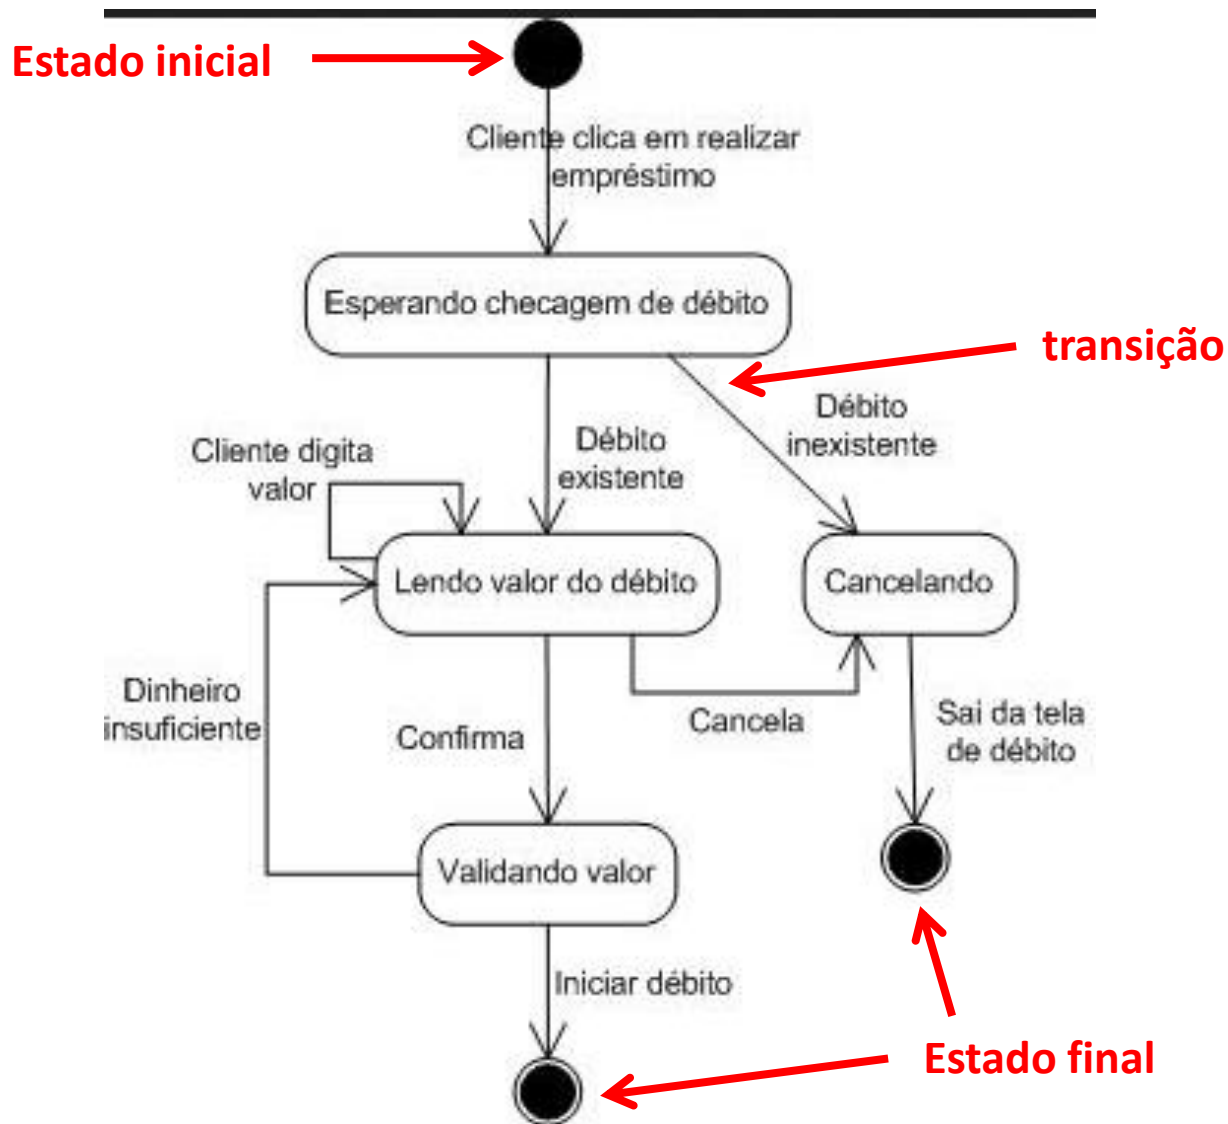 Estado inicial
Cliente clica em realizar
empréstimo
Esperando checagem de débito
transição
Débito
inexistente
Débito
existente
Cliente digita
valor
Lendo valor do débito
Cancelando
Dinheiro
insuficiente
Confirma
Cancela
Sai da tela
de débito
Validando valor
Iniciar débito
Estado final